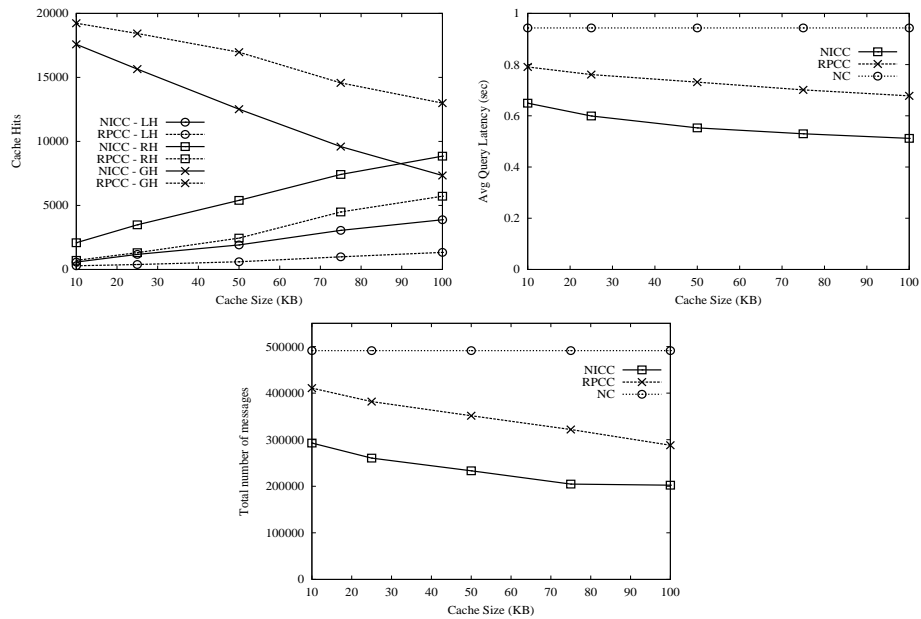 20000
15000
10000
5000
0
Cache Hits
NICC - LH
RPCC - LH
NICC - RH
RPCC - RH
NICC - GH
RPCC - GH
10 20 30 40 50 60 70 80 90 100
Cache Size (KB)
1
0.8
0.6
0.4
0.2
0
Avg Query Latency (sec)
NICC
RPCC
NC
10 20 30 40 50 60 70 80 90 100
Cache Size (KB)
500000
400000
300000
200000
100000
0
Total number of messages
NICC
RPCC
NC
10 20 30 40 50 60 70 80 90 100
Cache Size (KB)